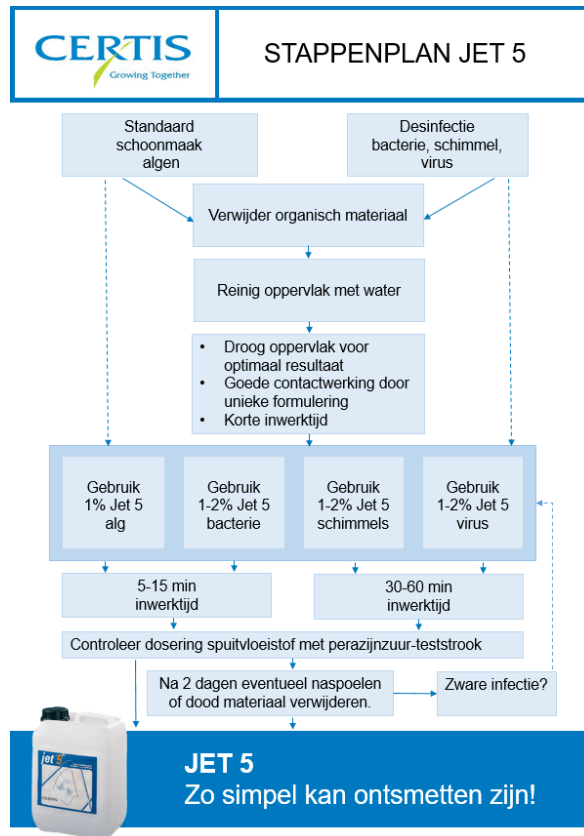 CERTIS
Growing Together
STAPPENPLAN JET 5
Standaard
schoonmaak
algen
Desinfectie
bacterie, schimmel,
virus
Verwijder organisch materiaal
Reinig oppervlak met water
• Droog oppervlak voor
optimaal resultaat
• Goede contactwerking door
unieke formulering
• Korte inwerktijd
Gebruik
1% Jet 5
alg
Gebruik
1-2% Jet 5
bacterie
Gebruik
1-2% Jet 5
schimmels
Gebruik
1-2% Jet 5
virus
5-15 min
inwerktijd
30-60 min
inwerktijd
Controleer dosering spuitvloeistof met perazijnzuur-teststrook
Na 2 dagen eventueel naspoelen
of dood materiaal verwijderen.
Zware infectie?
jet 5
JET 5
Zo simpel kan ontsmetten zijn!